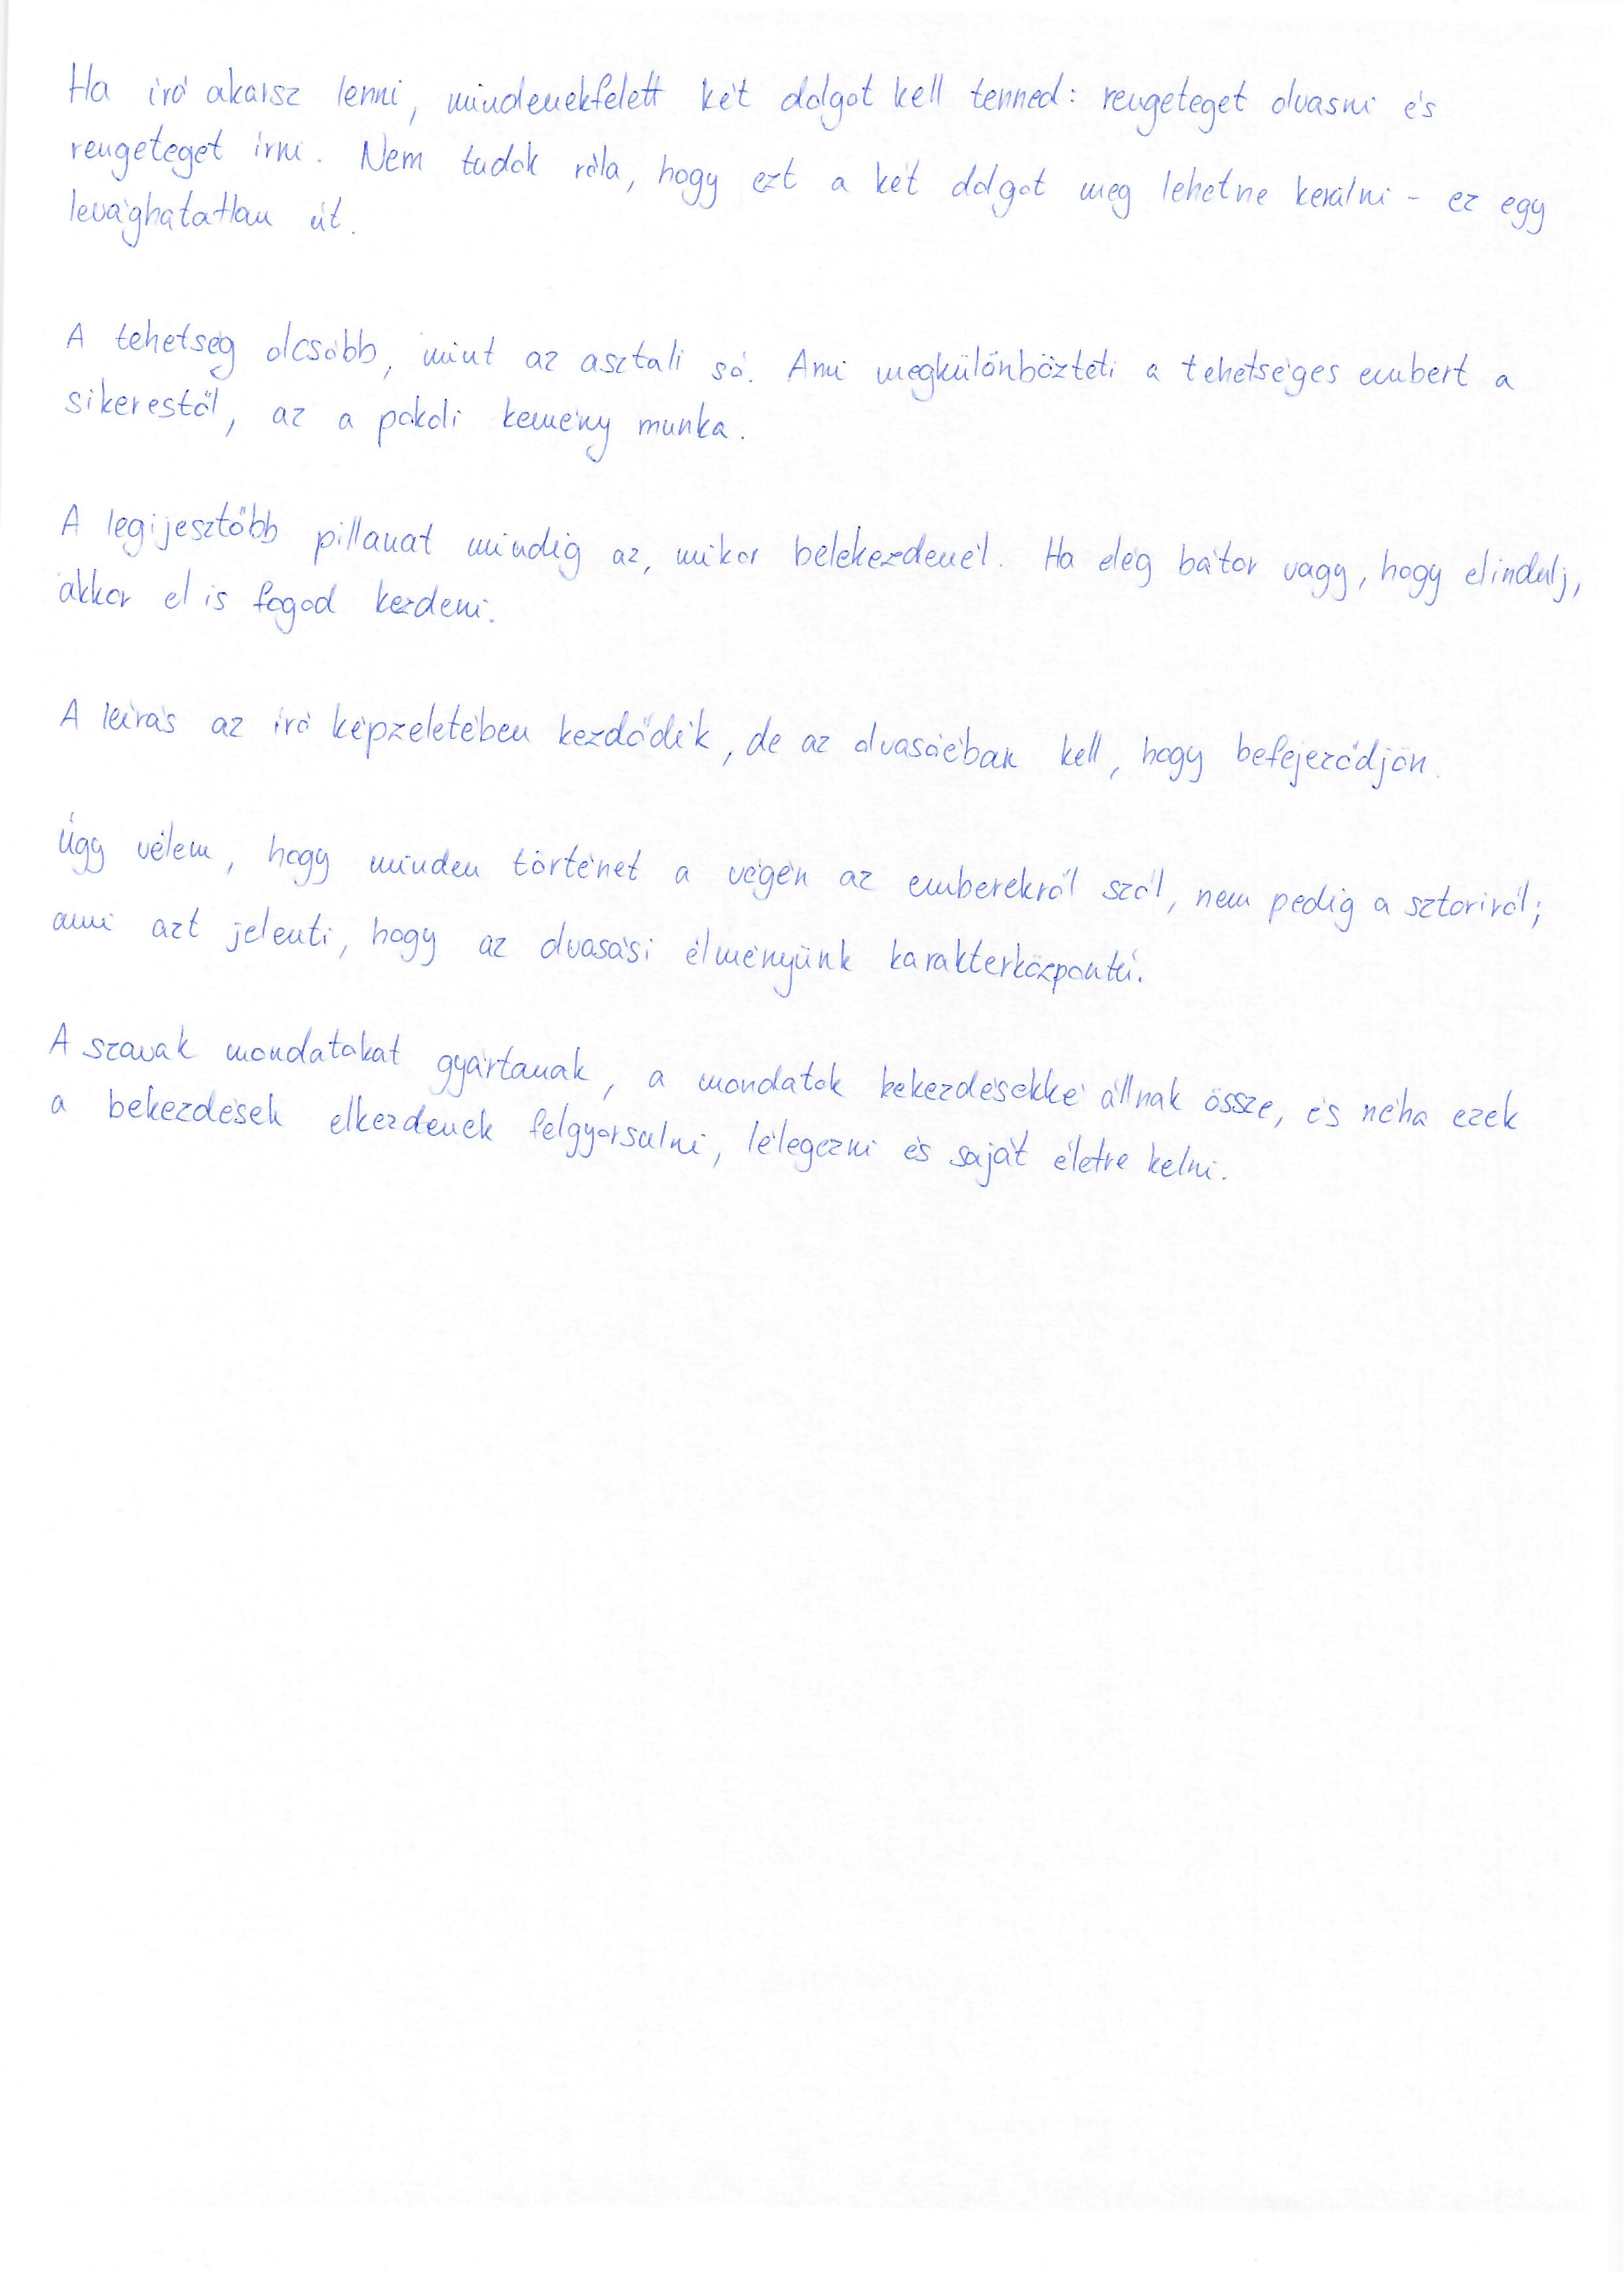 Ha író akarsz lenni, mindenekfelett két dolgot kell tenned: rengeteget olvasni és
rengeteget írni. Nem tudok róla, hogy ezt a két dolgot meg lehetne kerülni - ez egy
levághatatlan út.
A tehetség olcsóbb, mint az asztali só. Ami megkülönbözteti a tehetséges embert a
sikerestől, az a pokoli kemény munka.
A legijesztőbb pillanat mindig az, mikor belekezdenél. Ha elég bátor vagy, hogy elindulj,
akkor el is fogod kezdeni.
A leírás az író képzeletében kezdődik, de az olvasóéban kell, hogy befejeződjön.
Úgy vélem, hogy minden történet a végén az emberekről szól, nem pedig a sztoriról;
ami azt jelenti, hogy az olvasási élményünk karakterközpontú.
A szavak mondatokat gyártanak, a mondatok bekezdésekké állnak össze, és néha ezek
a bekezdések elkezdenek felgyorsulni, lélegezni és saját életre kelni.